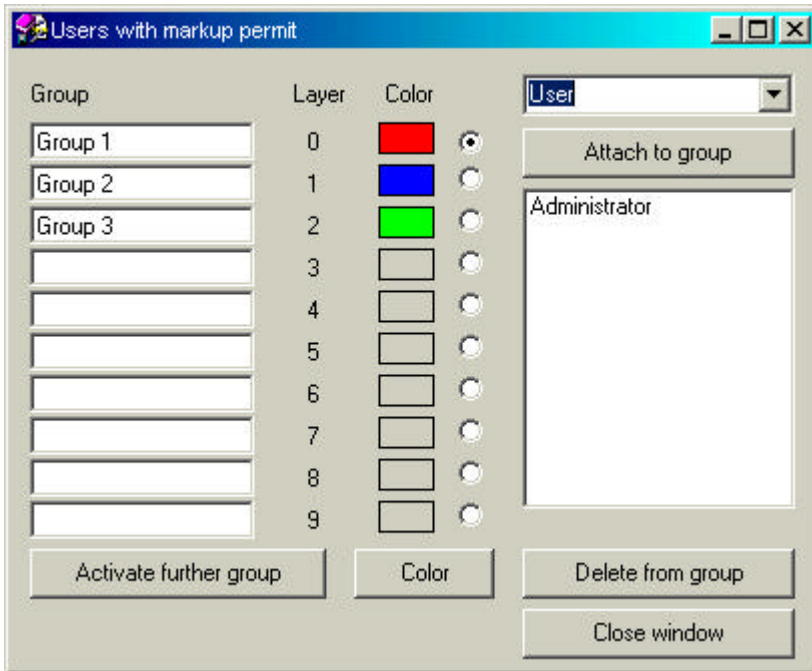 Users with markup permit
Group Layer Color User
Group 1 0
Attach to group
Group 2 1
Administrator
Group 3 2
3
4
5
6
7
8
9
Activate further group Color Delete from group
Close window